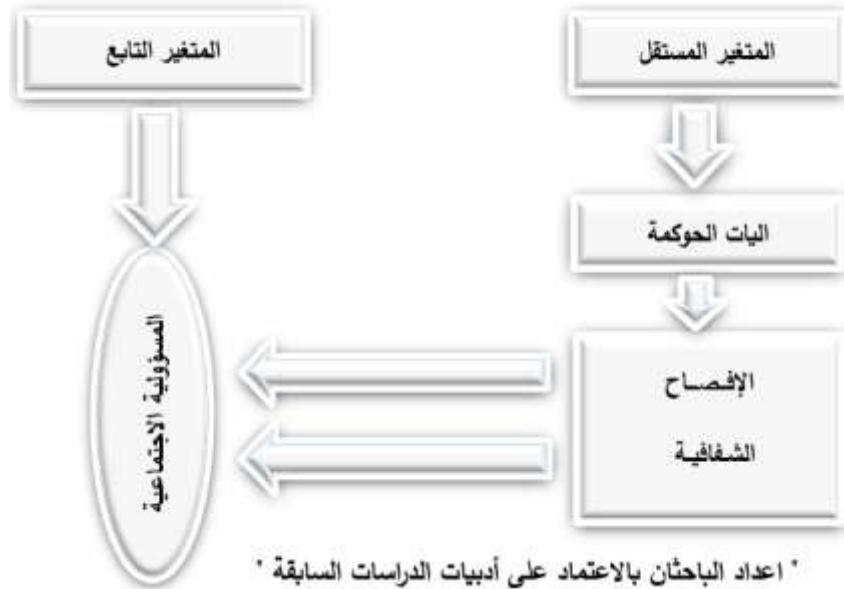 المتغير المستقل
المتغير التابع
اليات الحوكمة
الإفصاح
الشفافية
المسؤولية الاجتماعية
* اعداد الباحثان بالاعتماد على أدبيات الدراسات السابقة *